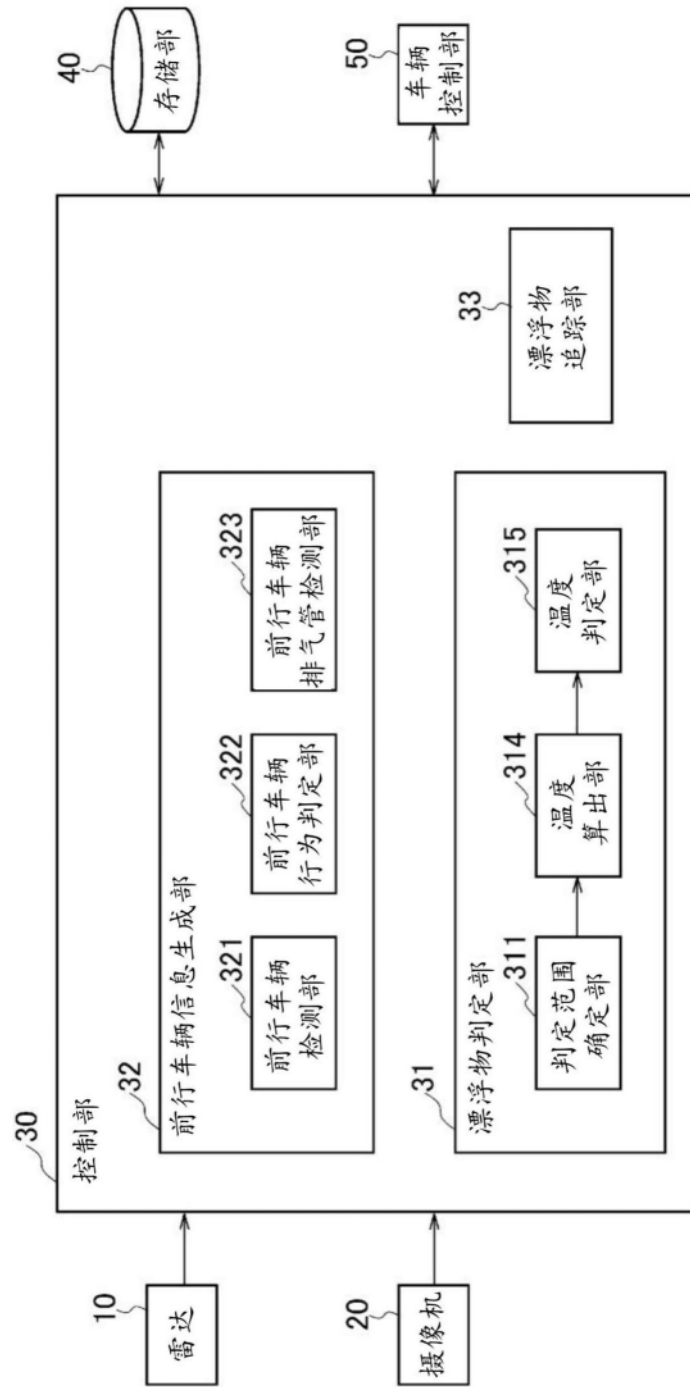 30
控制部
10
雷达
20
摄像机
32
前行车辆信息生成部
321
前行车辆
检测部
322
前行车辆
行为判定部
323
前行车辆
排气管检测部
31
漂浮物判定部
311
判定范围
确定部
314
温度
算出部
315
温度
判定部
33
漂浮物
追踪部
40
存储部
50
车辆
控制部